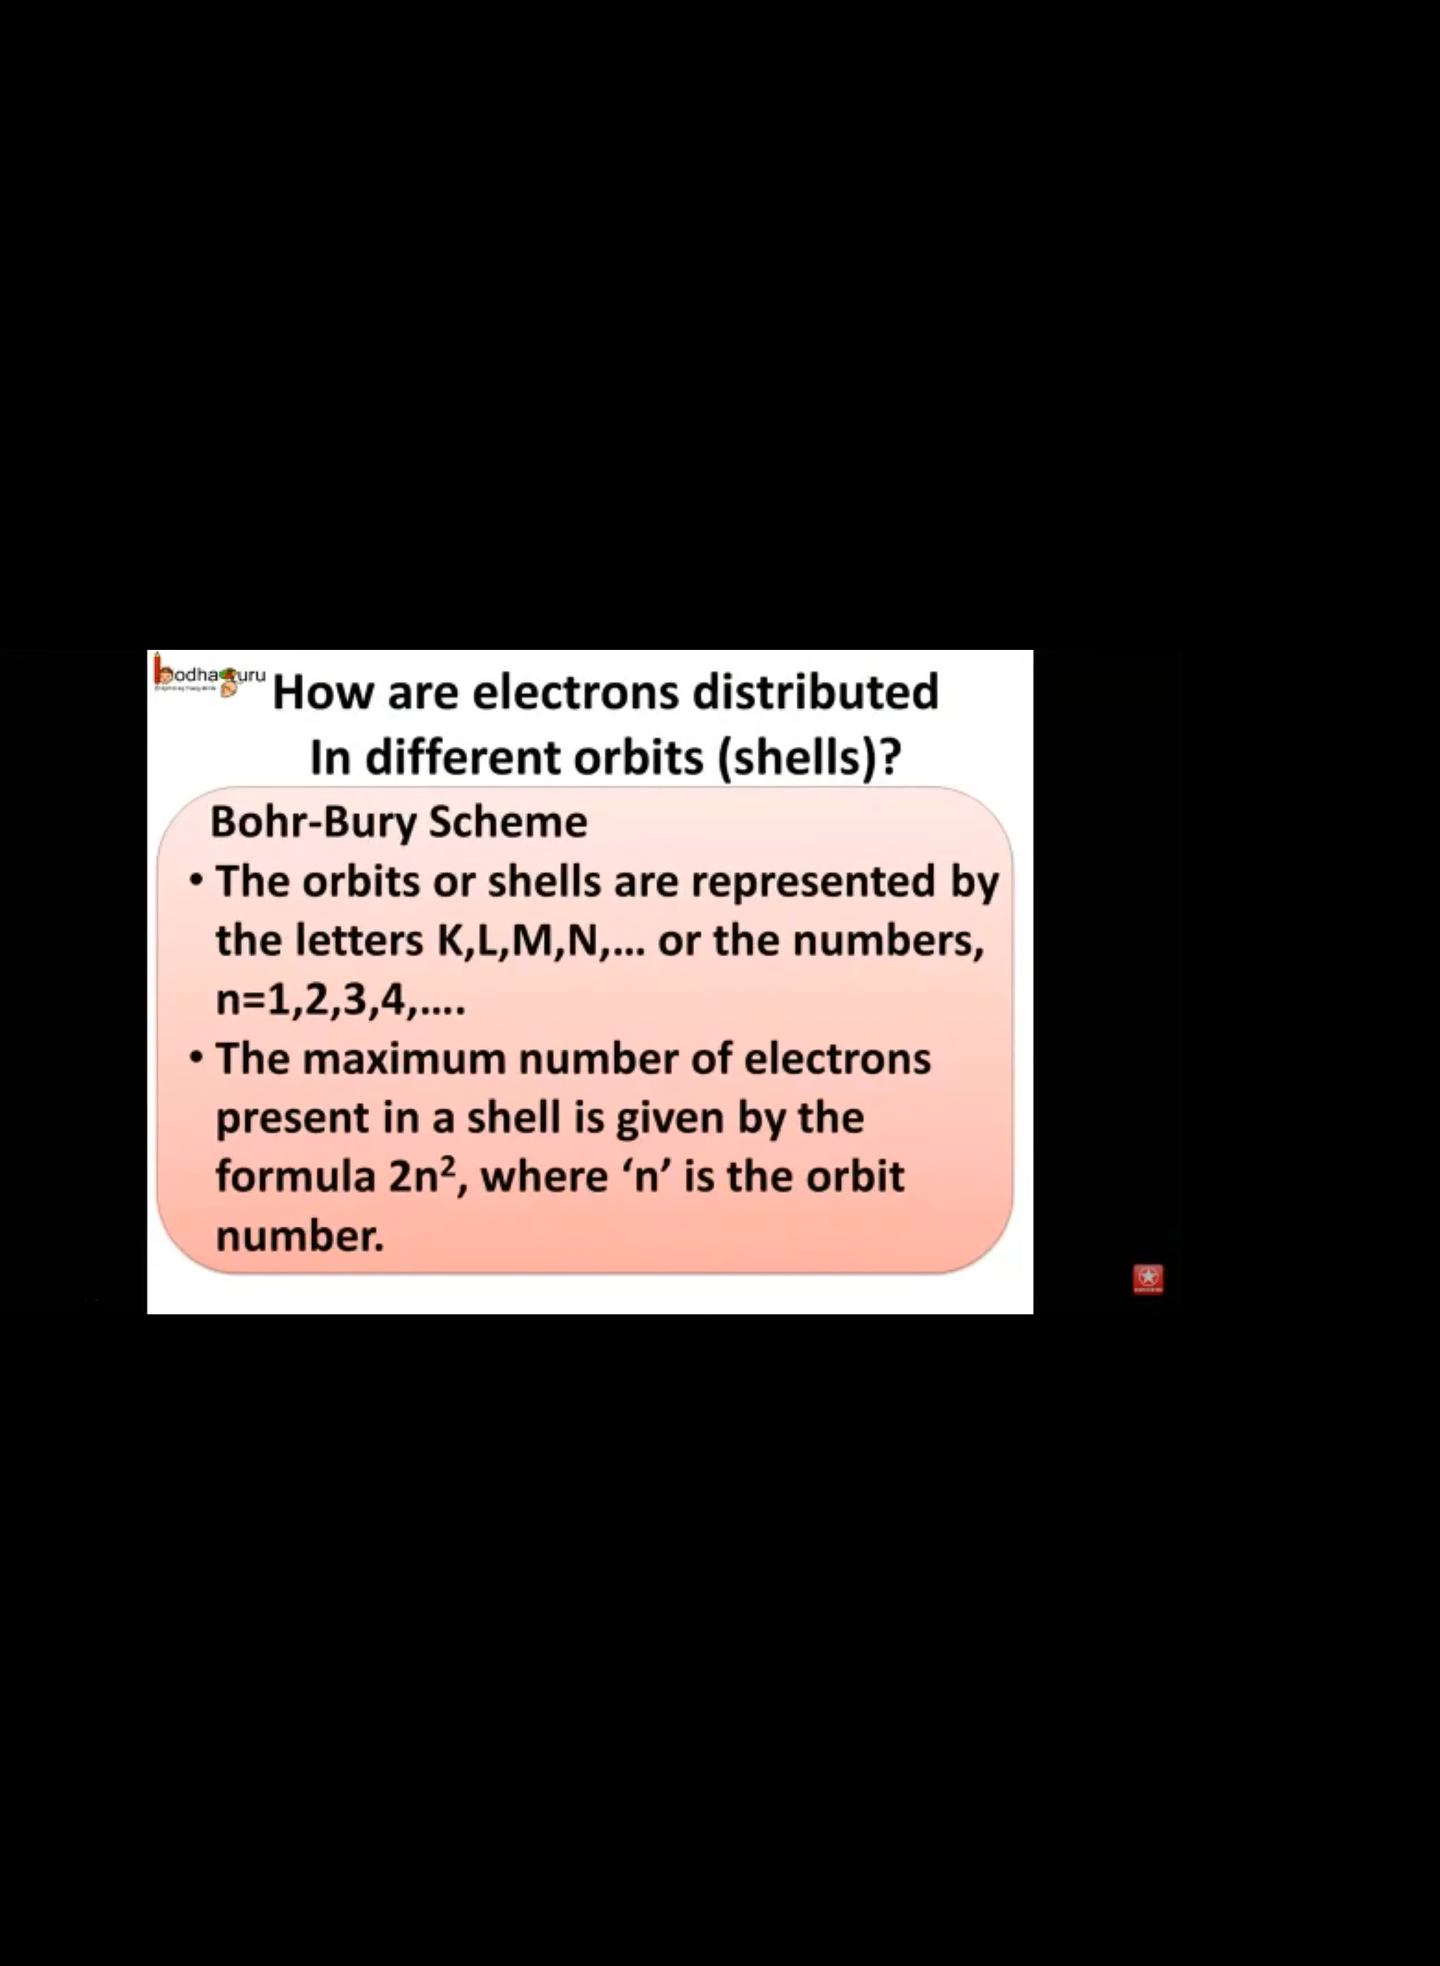 bodhaguru
How are electrons distributed
In different orbits (shells)?
Bohr-Bury Scheme
• The orbits or shells are represented by
the letters K,L,M,N,... or the numbers,
n=1,2,3,4,....
• The maximum number of electrons
present in a shell is given by the
formula 2n², where ‘n’ is the orbit
number.